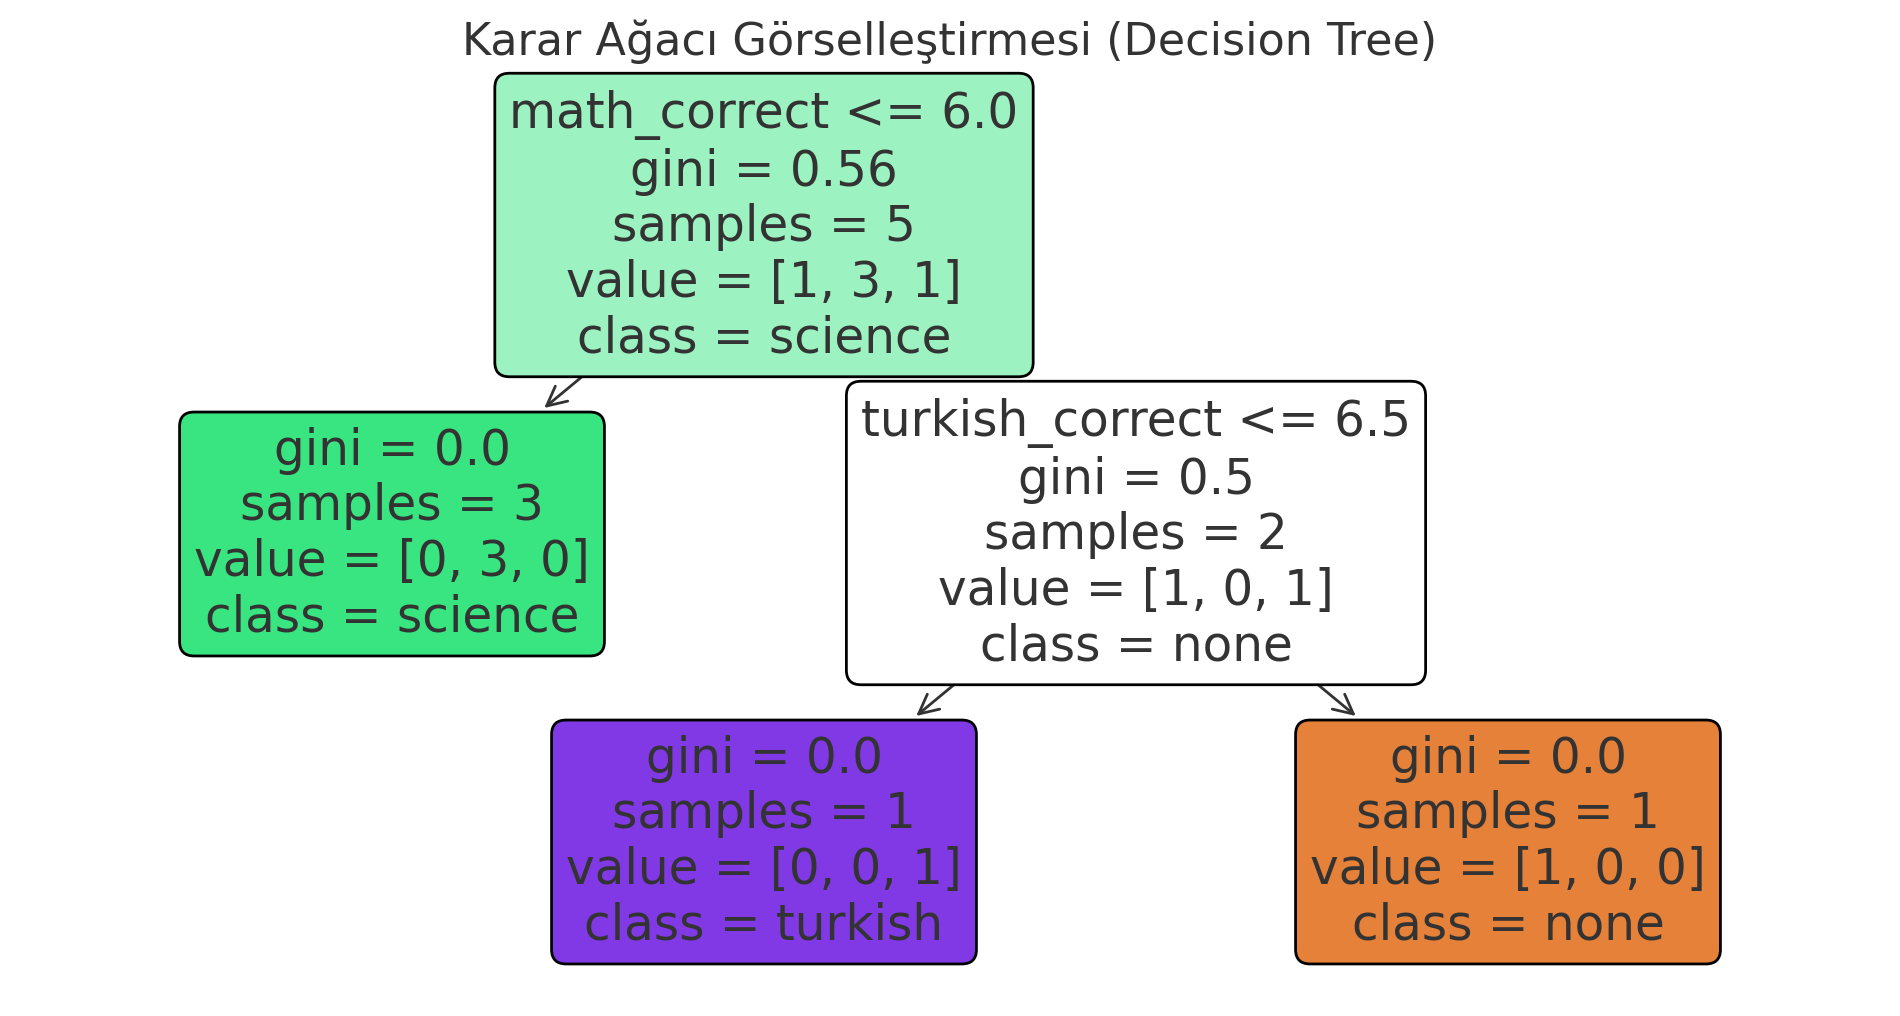 Karar Ağacı Görselleştirmesi (Decision Tree)
math_correct <= 6.0
gini = 0.56
samples = 5
value = [1, 3, 1]
class = science
gini = 0.0
samples = 3
value = [0, 3, 0]
class = science
turkish_correct <= 6.5
gini = 0.5
samples = 2
value = [1, 0, 1]
class = none
gini = 0.0
samples = 1
value = [0, 0, 1]
class = turkish
gini = 0.0
samples = 1
value = [1, 0, 0]
class = none